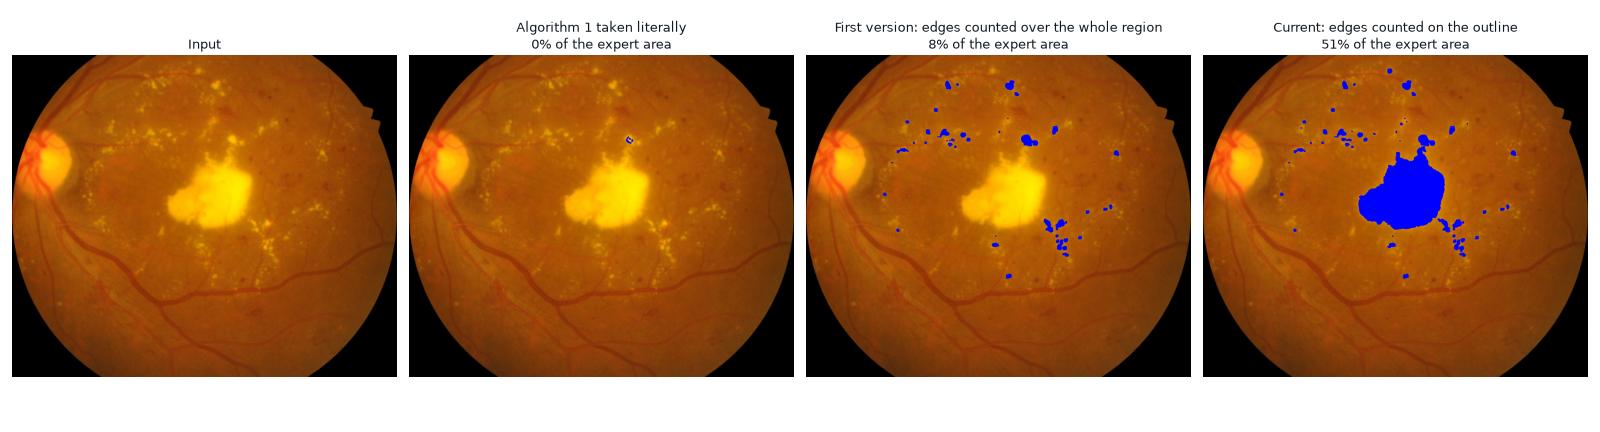 Input
Algorithm 1 taken literally
0% of the expert area
First version: edges counted over the whole region
8% of the expert area
Current: edges counted on the outline
51% of the expert area